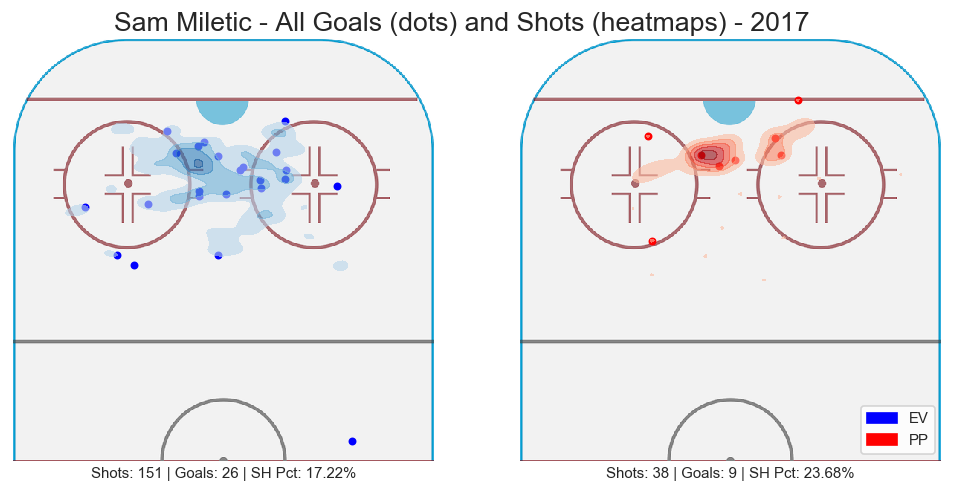 Sam Miletic - All Goals (dots) and Shots (heatmaps) - 2017
EV
PP
Shots: 151 | Goals: 26 | SH Pct: 17.22%
Shots: 38 | Goals: 9 | SH Pct: 23.68%